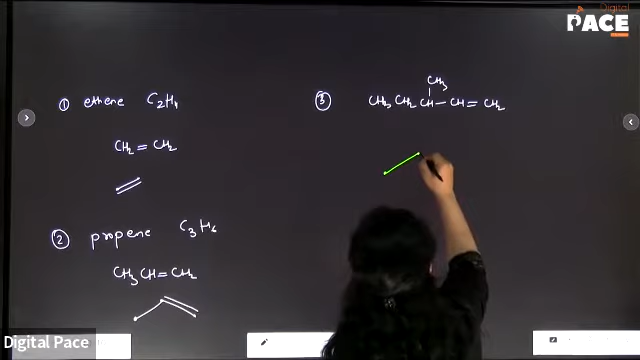 Digital
PACE
① ethene C2H4
CH2 = CH2
② propene C3H6
CH3 CH = CH2
③ CH3 CH2 CH — CH = CH2
CH3
Digital Pace